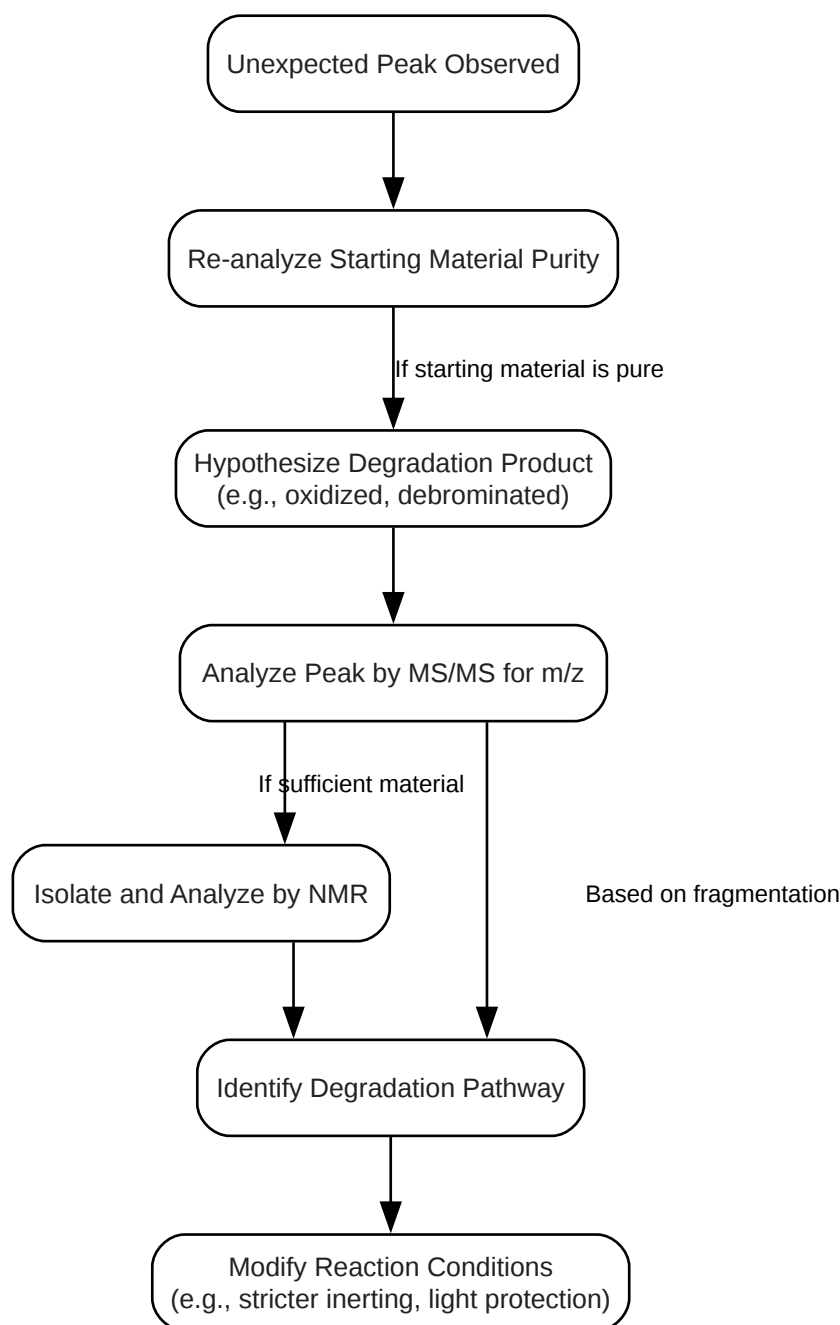 Unexpected Peak Observed
Re-analyze Starting Material Purity
If starting material is pure
Hypothesize Degradation Product
(e.g., oxidized, debrominated)
Analyze Peak by MS/MS for m/z
If sufficient material
Isolate and Analyze by NMR
Based on fragmentation
Identify Degradation Pathway
Modify Reaction Conditions
(e.g., stricter inerting, light protection)